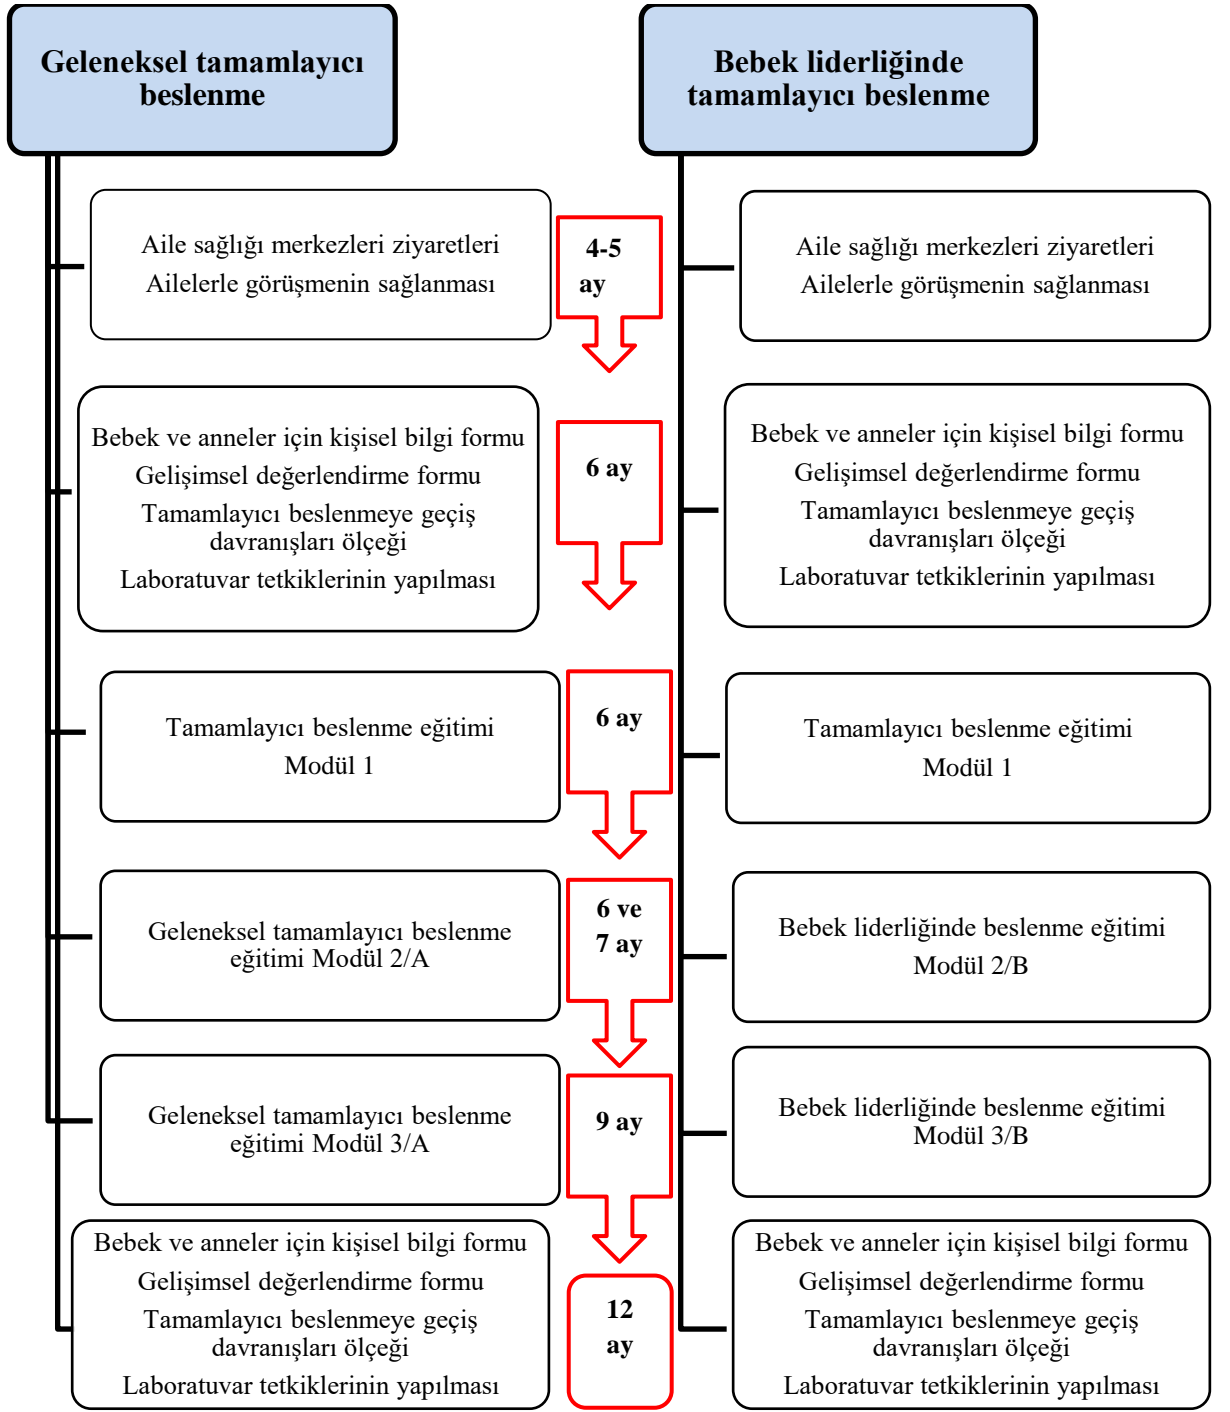 Geleneksel tamamlayıcı
beslenme
Bebek liderliğinde
tamamlayıcı beslenme
Aile sağlığı merkezleri ziyaretleri
Ailelerle görüşmenin sağlanması
4-5
ay
Aile sağlığı merkezleri ziyaretleri
Ailelerle görüşmenin sağlanması
Bebek ve anneler için kişisel bilgi formu
Gelişimsel değerlendirme formu
Tamamlayıcı beslenmeye geçiş
davranışları ölçeği
Laboratuvar tetkiklerinin yapılması
6 ay
Bebek ve anneler için kişisel bilgi formu
Gelişimsel değerlendirme formu
Tamamlayıcı beslenmeye geçiş
davranışları ölçeği
Laboratuvar tetkiklerinin yapılması
Tamamlayıcı beslenme eğitimi
Modül 1
6 ay
Tamamlayıcı beslenme eğitimi
Modül 1
Geleneksel tamamlayıcı beslenme
eğitimi Modül 2/A
6 ve
7 ay
Bebek liderliğinde beslenme eğitimi
Modül 2/B
Geleneksel tamamlayıcı beslenme
eğitimi Modül 3/A
9 ay
Bebek liderliğinde beslenme eğitimi
Modül 3/B
Bebek ve anneler için kişisel bilgi formu
Gelişimsel değerlendirme formu
Tamamlayıcı beslenmeye geçiş
davranışları ölçeği
Laboratuvar tetkiklerinin yapılması
12
ay
Bebek ve anneler için kişisel bilgi formu
Gelişimsel değerlendirme formu
Tamamlayıcı beslenmeye geçiş
davranışları ölçeği
Laboratuvar tetkiklerinin yapılması